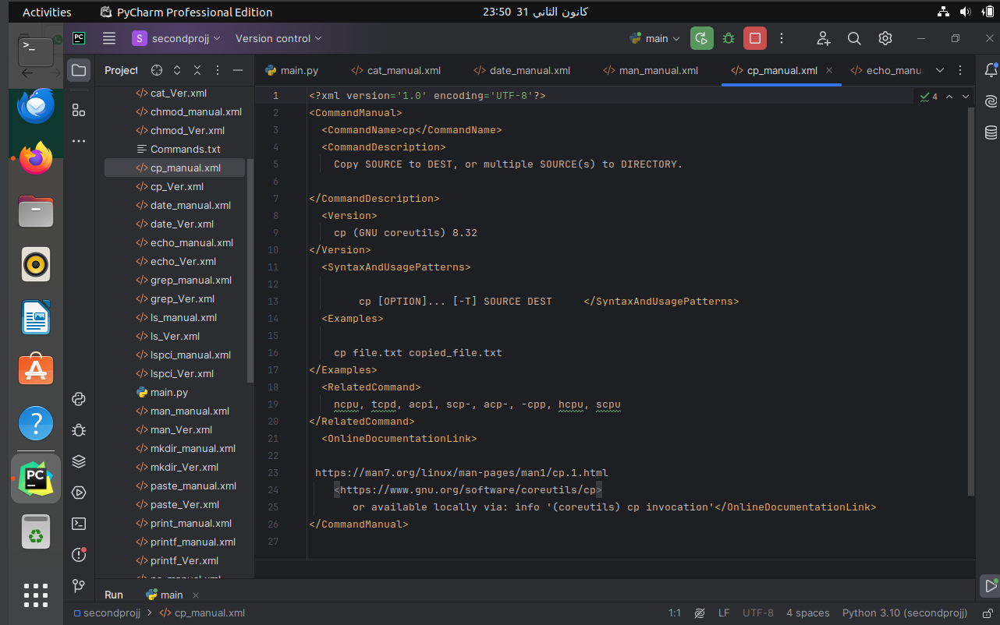 Activities PyCharm Professional Edition 23:50 31 كانون الثاني
secondprojj Version control main
Project main.py cat_manual.xml date_manual.xml man_manual.xml cp_manual.xml echo_manu
cat_Ver.xml
chmod_manual.xml
chmod_Ver.xml
Commands.txt
cp_manual.xml
cp_Ver.xml
date_manual.xml
date_Ver.xml
echo_manual.xml
echo_Ver.xml
grep_manual.xml
grep_Ver.xml
ls_manual.xml
ls_Ver.xml
lspci_manual.xml
lspci_Ver.xml
main.py
man_manual.xml
man_Ver.xml
mkdir_manual.xml
mkdir_Ver.xml
paste_manual.xml
paste_Ver.xml
print_manual.xml
printf_manual.xml
printf_Ver.xml
4
1 <?xml version='1.0' encoding='UTF-8'?>
2 <CommandManual>
3 <CommandName>cp</CommandName>
4 <CommandDescription>
5 Copy SOURCE to DEST, or multiple SOURCE(s) to DIRECTORY.
6
7 </CommandDescription>
8 <Version>
9 cp (GNU coreutils) 8.32
10 </Version>
11 <SyntaxAndUsagePatterns>
12
13 cp [OPTION]... [-T] SOURCE DEST </SyntaxAndUsagePatterns>
14 <Examples>
15
16 cp file.txt copied_file.txt
17 </Examples>
18 <RelatedCommand>
19 ncpu, tcpd, acpi, scp-, acp-, -cpp, hcpu, scpu
20 </RelatedCommand>
21 <OnlineDocumentationLink>
22
23 https://man7.org/linux/man-pages/man1/cp.1.html
24 <https://www.gnu.org/software/coreutils/cp>
25 or available locally via: info '(coreutils) cp invocation'</OnlineDocumentationLink>
26 </CommandManual>
27
Run main
secondprojj > cp_manual.xml 1:1 LF UTF-8 4 spaces Python 3.10 (secondprojj)